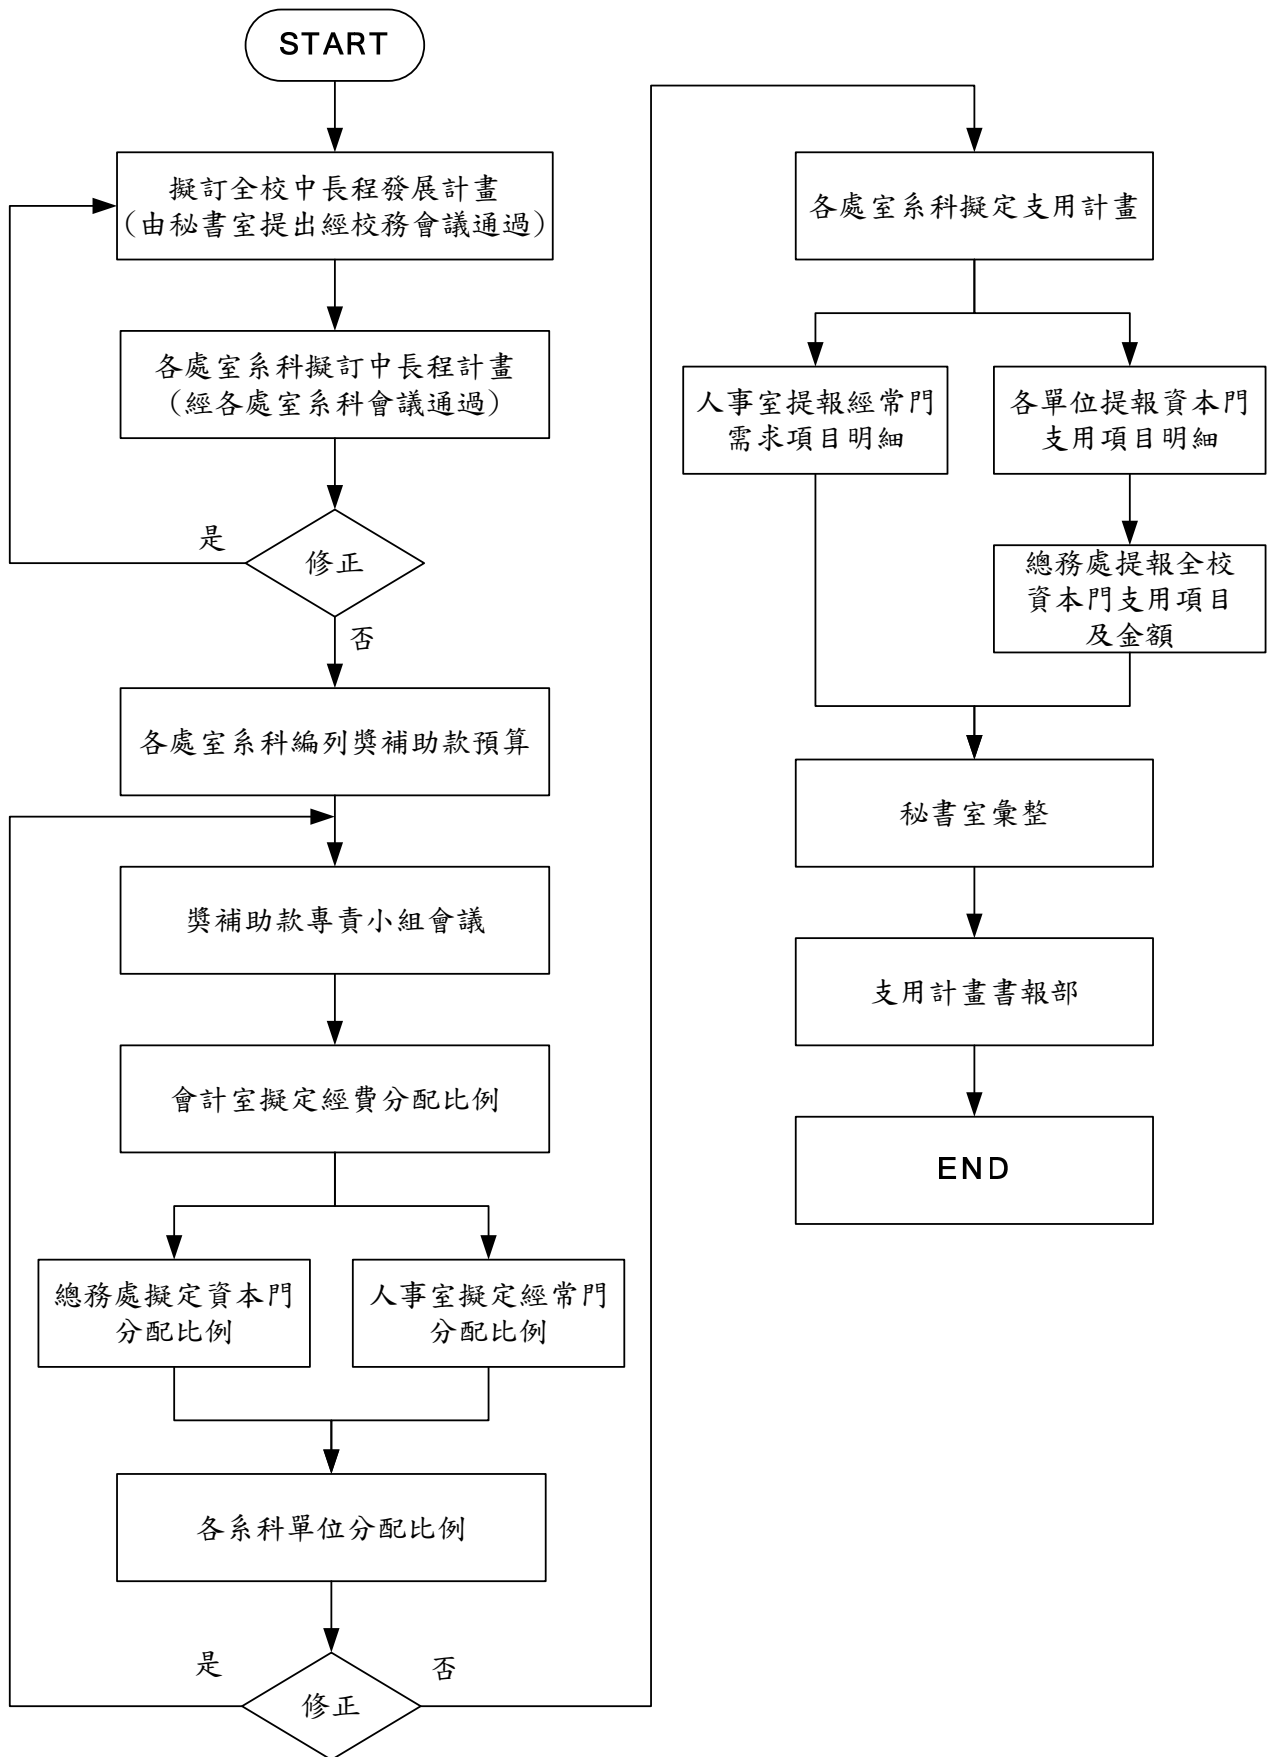 START
擬訂全校中長程發展計畫
（由秘書室提出經校務會議通過）
各處室系科擬訂中長程計畫
（經各處室系科會議通過）
是
修正
否
各處室系科編列獎補助款預算
獎補助款專責小組會議
會計室擬定經費分配比例
總務處擬定資本門
分配比例
人事室擬定經常門
分配比例
各系科單位分配比例
是
否
修正
各處室系科擬定支用計畫
人事室提報經常門
需求項目明細
各單位提報資本門
支用項目明細
總務處提報全校
資本門支用項目
及金額
秘書室彙整
支用計畫書報部
END